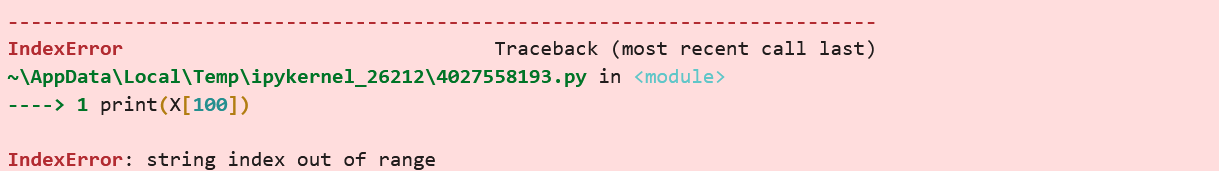 ---------------------------------------------------------------------------
IndexError                                Traceback (most recent call last)
~\AppData\Local\Temp\ipykernel_26212\4027558193.py in <module>
----> 1 print(X[100])
IndexError: string index out of range